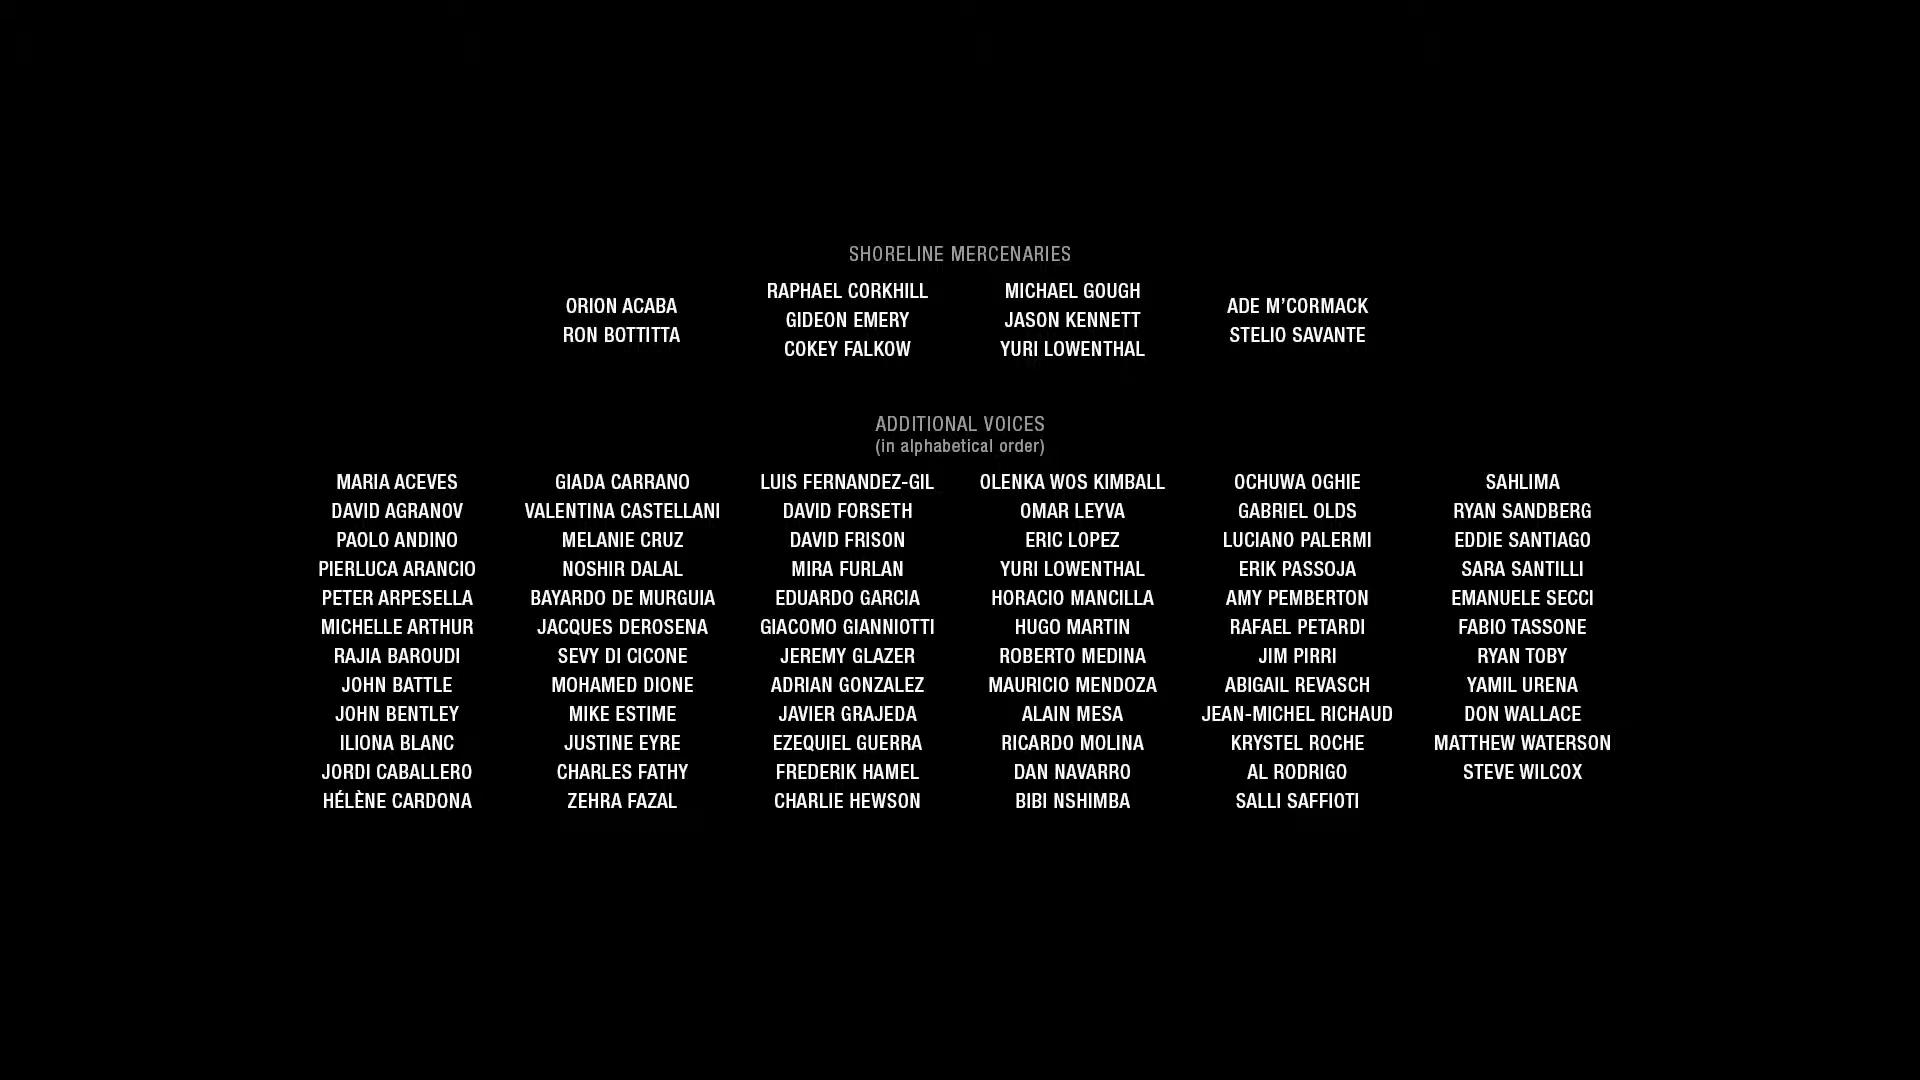 SHORELINE MERCENARIES
ORION ACABA
RON BOTTITTA
RAPHAEL CORKHILL
GIDEON EMERY
COKEY FALKOW
MICHAEL GOUGH
JASON KENNETT
YURI LOWENTHAL
ADE M’CORMACK
STELIO SAVANTE
ADDITIONAL VOICES
(in alphabetical order)
MARIA ACEVES
DAVID AGRANOV
PAOLO ANDINO
PIERLUCA ARANCIO
PETER ARPESELLA
MICHELLE ARTHUR
RAJIA BAROUDI
JOHN BATTLE
JOHN BENTLEY
ILIONA BLANC
JORDI CABALLERO
HÉLÈNE CARDONA
GIADA CARRANO
VALENTINA CASTELLANI
MELANIE CRUZ
NOSHIR DALAL
BAYARDO DE MURGUIA
JACQUES DEROSENA
SEVY DI CICONE
MOHAMED DIONE
MIKE ESTIME
JUSTINE EYRE
CHARLES FATHY
ZEHRA FAZAL
LUIS FERNANDEZ-GIL
DAVID FORSETH
DAVID FRISON
MIRA FURLAN
EDUARDO GARCIA
GIACOMO GIANNIOTTI
JEREMY GLAZER
ADRIAN GONZALEZ
JAVIER GRAJEDA
EZEQUIEL GUERRA
FREDERIK HAMEL
CHARLIE HEWSON
OLENKA WOS KIMBALL
OMAR LEYVA
ERIC LOPEZ
YURI LOWENTHAL
HORACIO MANCILLA
HUGO MARTIN
ROBERTO MEDINA
MAURICIO MENDOZA
ALAIN MESA
RICARDO MOLINA
DAN NAVARRO
BIBI NSHIMBA
OCHUWA OGHIE
GABRIEL OLDS
LUCIANO PALERMI
ERIK PASSOJA
AMY PEMBERTON
RAFAEL PETARDI
JIM PIRRI
ABIGAIL REVASCH
JEAN-MICHEL RICHAUD
KRYSTEL ROCHE
AL RODRIGO
SALLI SAFFIOTI
SAHLIMA
RYAN SANDBERG
EDDIE SANTIAGO
SARA SANTILLI
EMANUELE SECCI
FABIO TASSONE
RYAN TOBY
YAMIL URENA
DON WALLACE
MATTHEW WATERSON
STEVE WILCOX